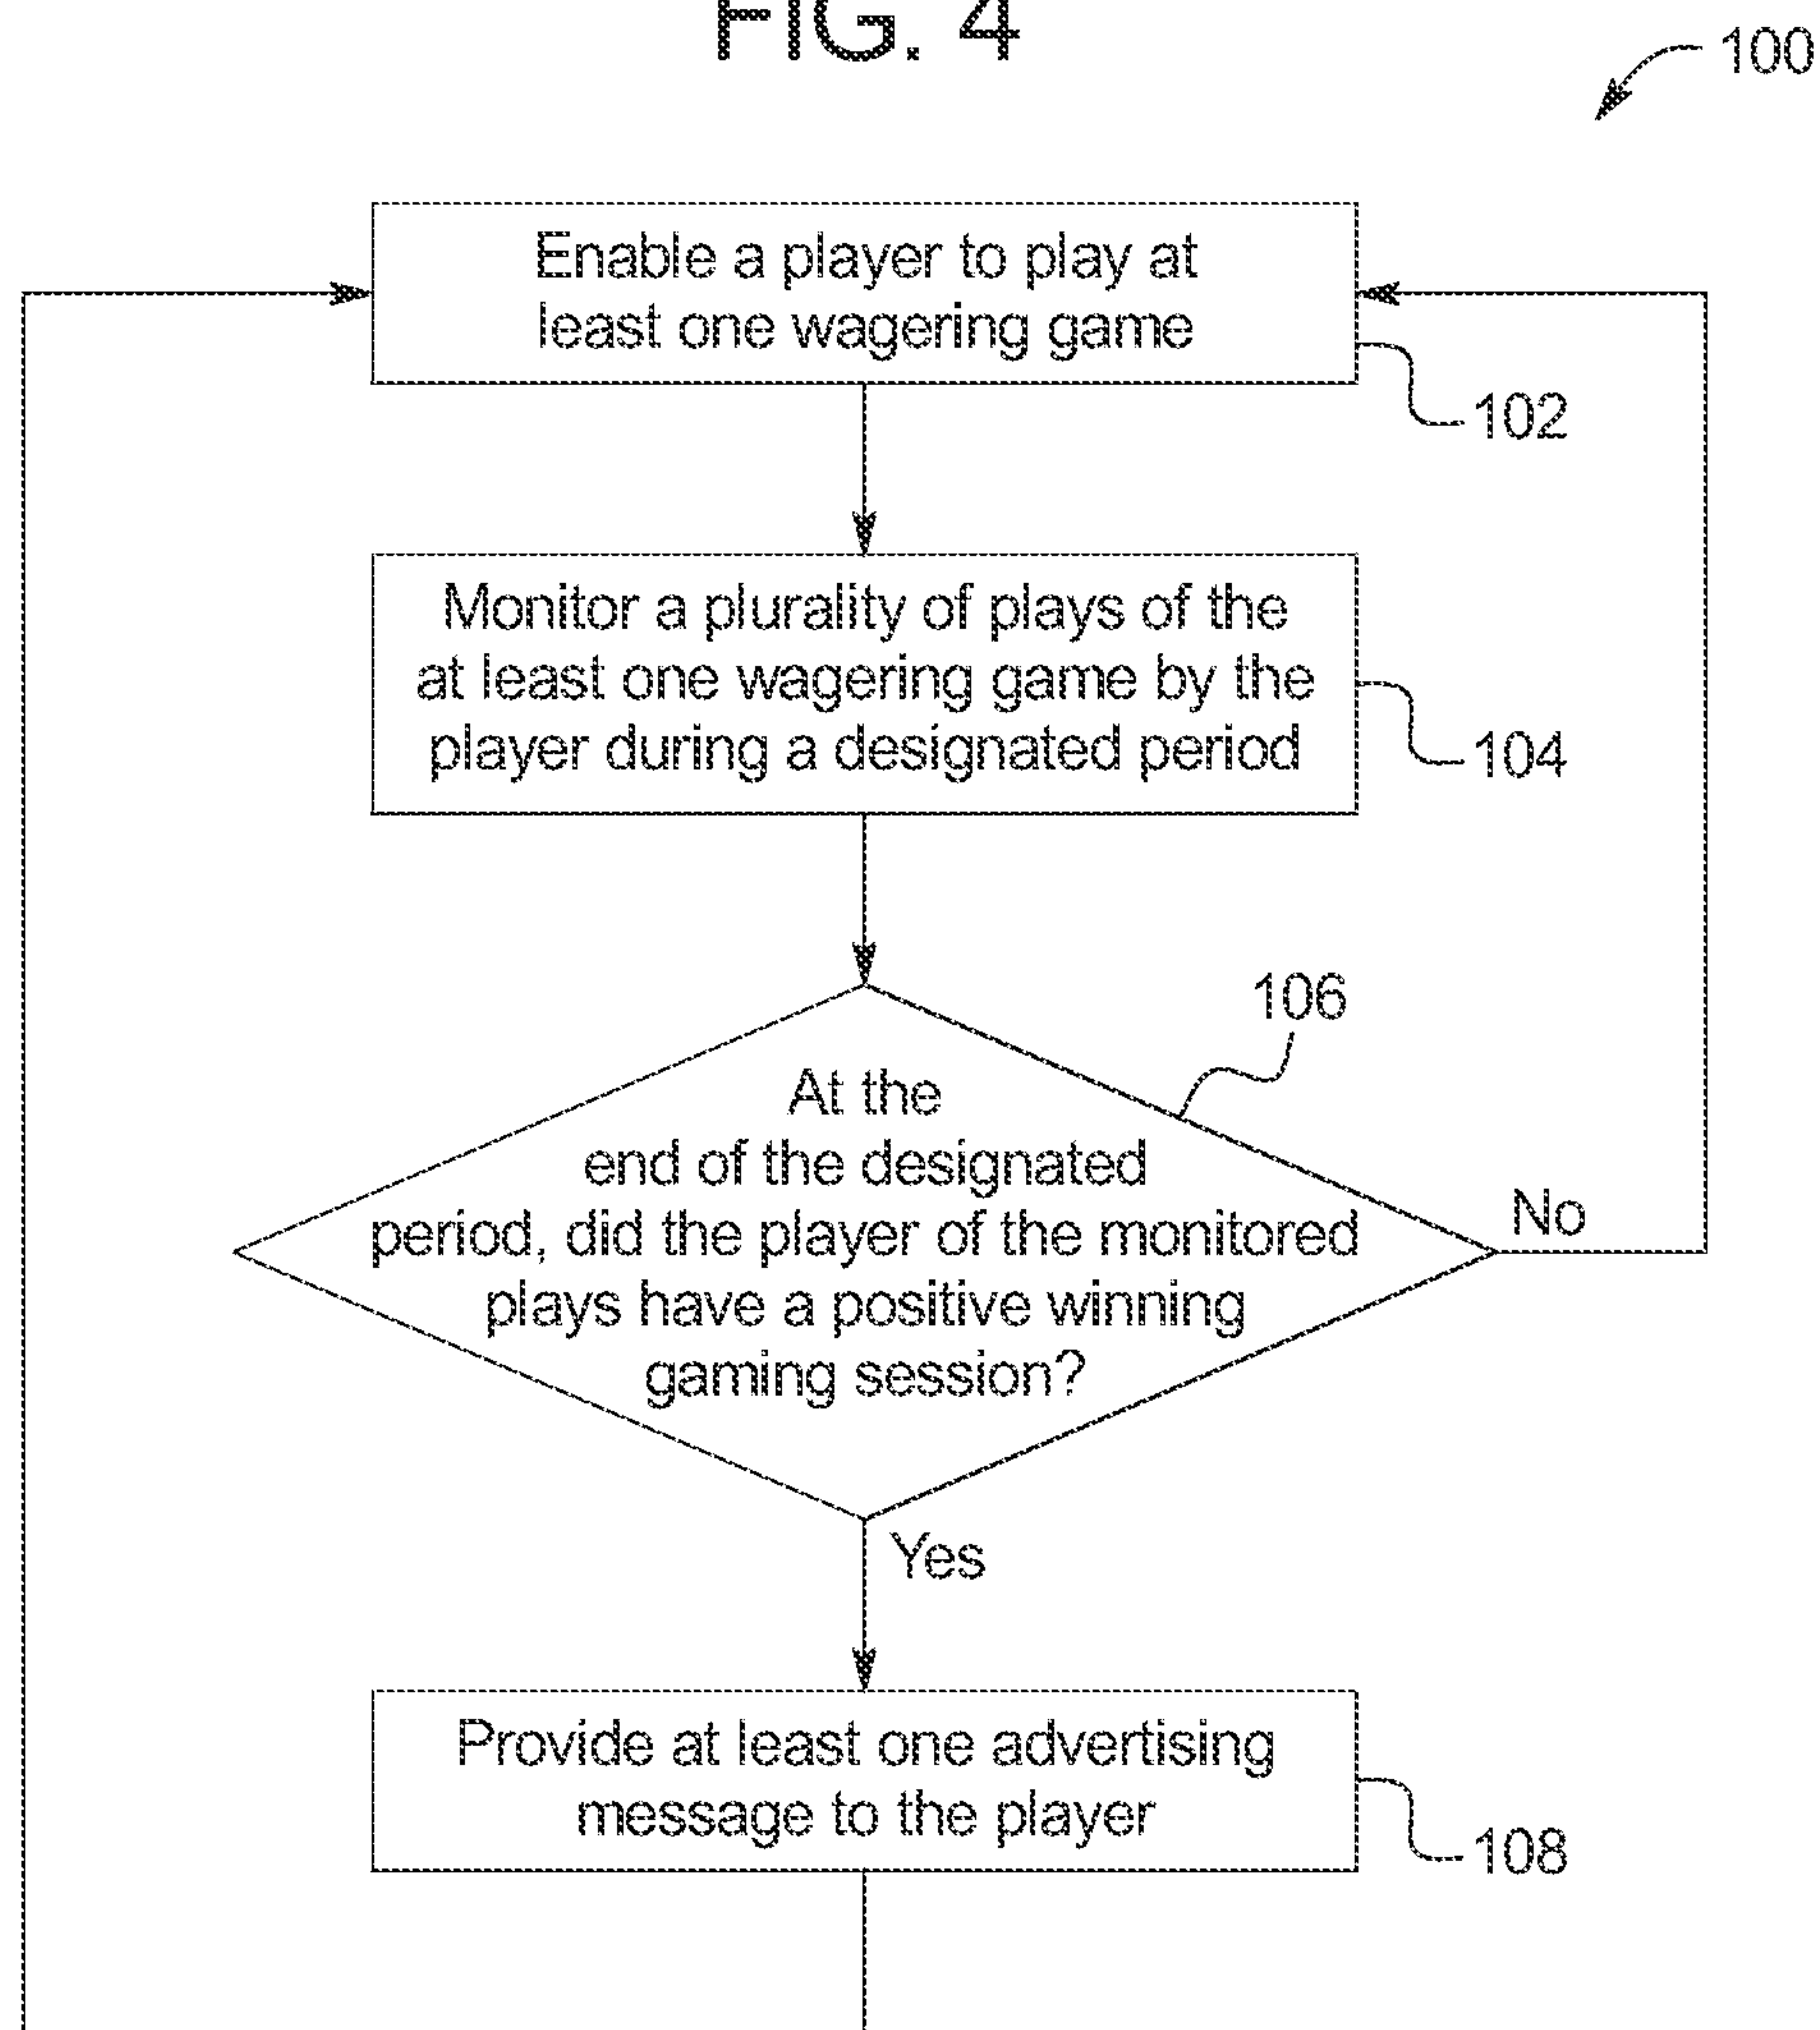 FIG. 4
100
Enable a player to play at
least one wagering game
102
Monitor a plurality of plays of the
at least one wagering game by the
player during a designated period
104
106
At the
end of the designated
period, did the player of the monitored
plays have a positive winning
gaming session?
No
Yes
Provide at least one advertising
message to the player
108